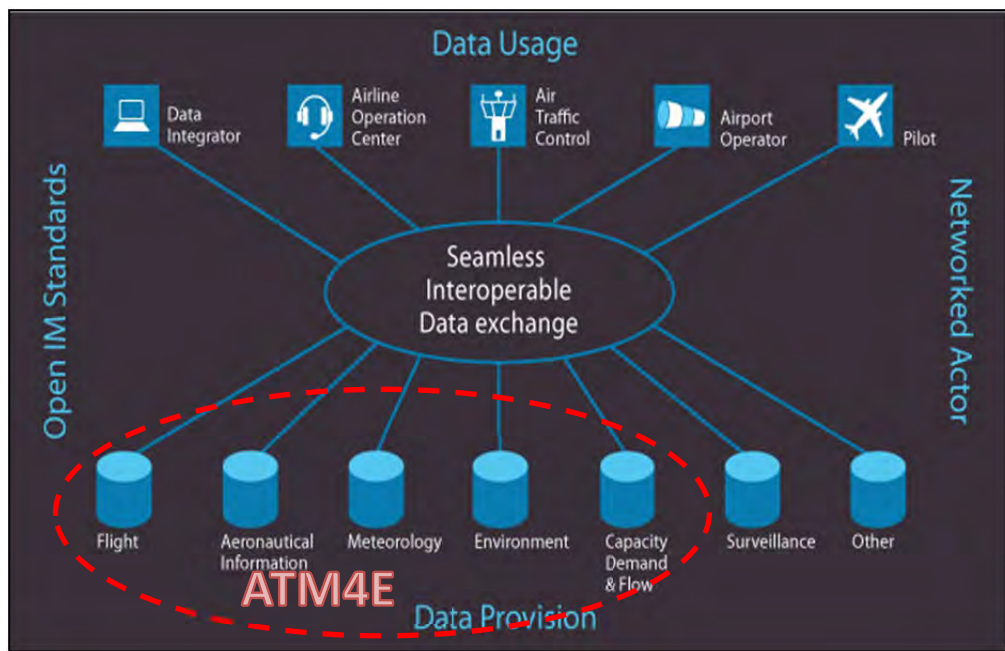 Data Usage
Data
Integrator
Airline
Operation
Center
Air
Traffic
Control
Airport
Operator
Pilot
Open IM Standards
Networked Actor
Seamless
Interoperable
Data exchange
Flight
Aeronautical
Information
Meteorology
Environment
Capacity
Demand
& Flow
Surveillance
Other
ATM4E
Data Provision